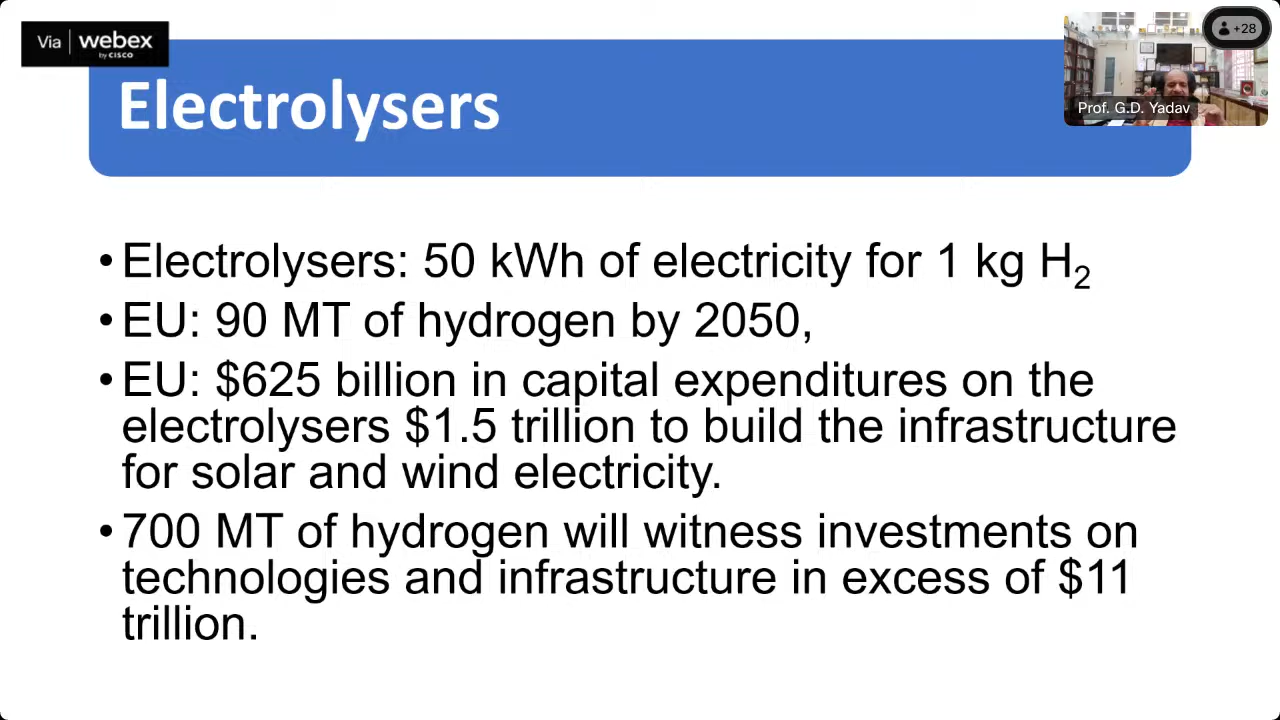 Via webex
by CISCO
+28
Prof. G.D. Yadav
Electrolysers
• Electrolysers: 50 kWh of electricity for 1 kg H₂
• EU: 90 MT of hydrogen by 2050,
• EU: $625 billion in capital expenditures on the
electrolysers $1.5 trillion to build the infrastructure
for solar and wind electricity.
• 700 MT of hydrogen will witness investments on
technologies and infrastructure in excess of $11
trillion.